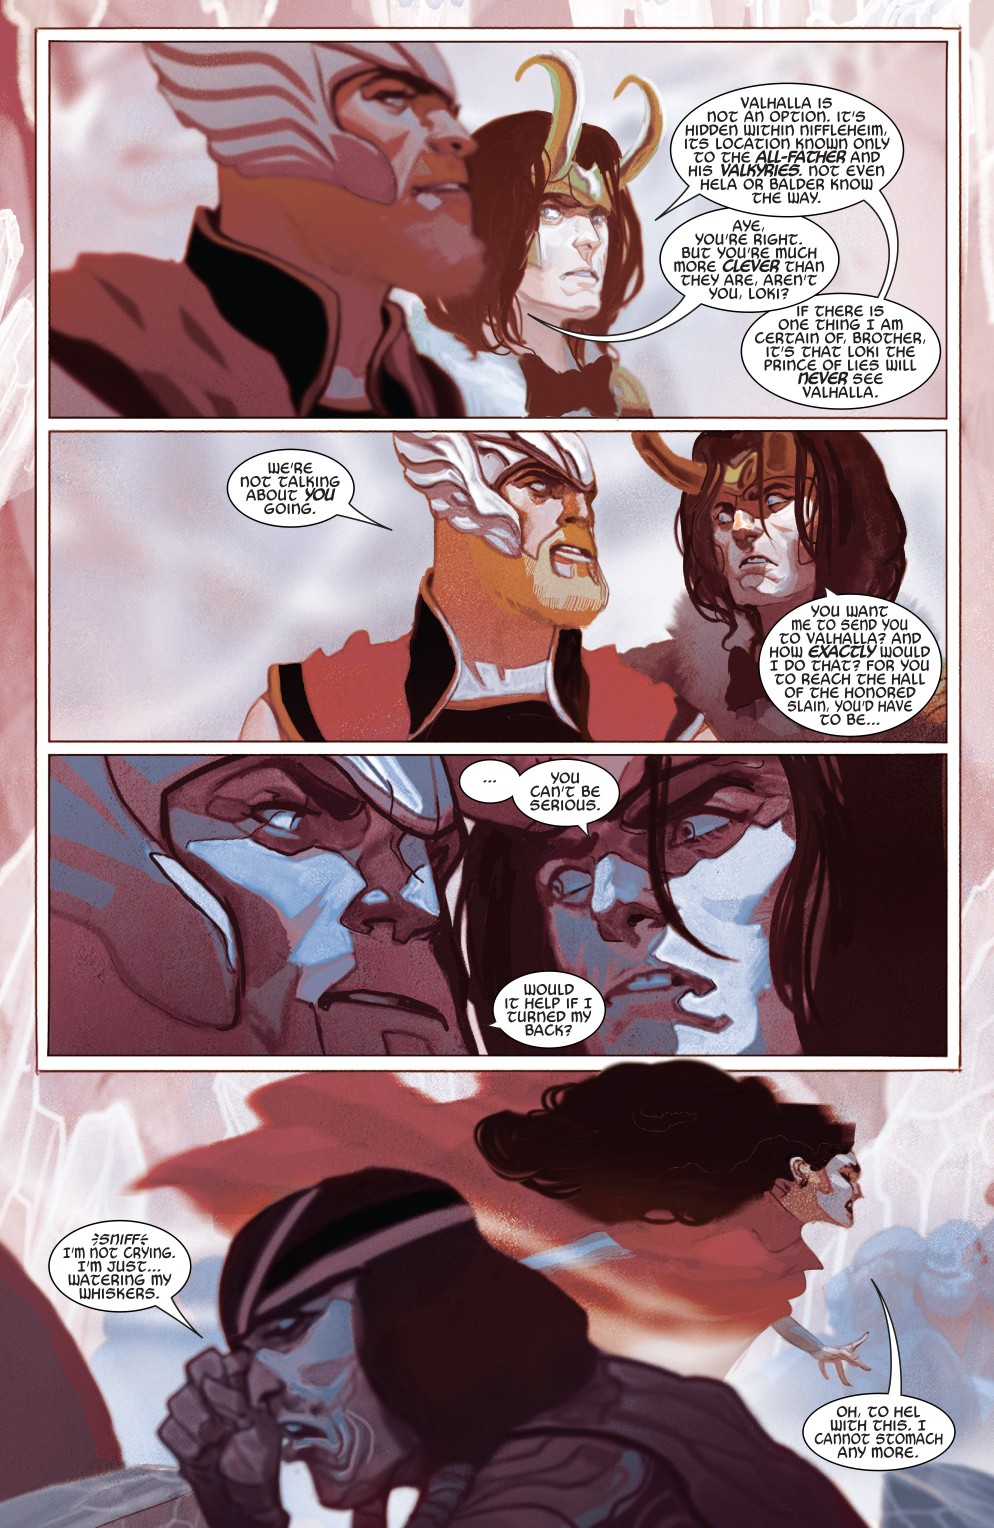 VALHALLA IS
NOT AN OPTION. IT'S
HIDDEN WITHIN NIFFLEHEIM,
ITS LOCATION KNOWN ONLY
TO THE ALL-FATHER AND
HIS VALKYRIES. NOT EVEN
HELA OR BALDER KNOW
THE WAY.
AYE,
YOU'RE RIGHT.
BUT YOU'RE MUCH
MORE CLEVER THAN
THEY ARE, AREN'T
YOU, LOKI?
IF THERE IS
ONE THING I AM
CERTAIN OF, BROTHER,
IT'S THAT LOKI THE
PRINCE OF LIES WILL
NEVER SEE
VALHALLA.
WE'RE
NOT TALKING
ABOUT YOU
GOING.
YOU WANT
ME TO SEND YOU
TO VALHALLA? AND
HOW EXACTLY WOULD
I DO THAT? FOR YOU
TO REACH THE HALL
OF THE HONORED
SLAIN, YOU'D HAVE
TO BE...
...
YOU
CAN'T BE
SERIOUS.
WOULD
IT HELP IF I
TURNED MY
BACK?
SNIFF
I'M NOT CRYING.
I'M JUST...
WATERING MY
WHISKERS.
OH, TO HEL
WITH THIS. I
CANNOT STOMACH
ANY MORE.